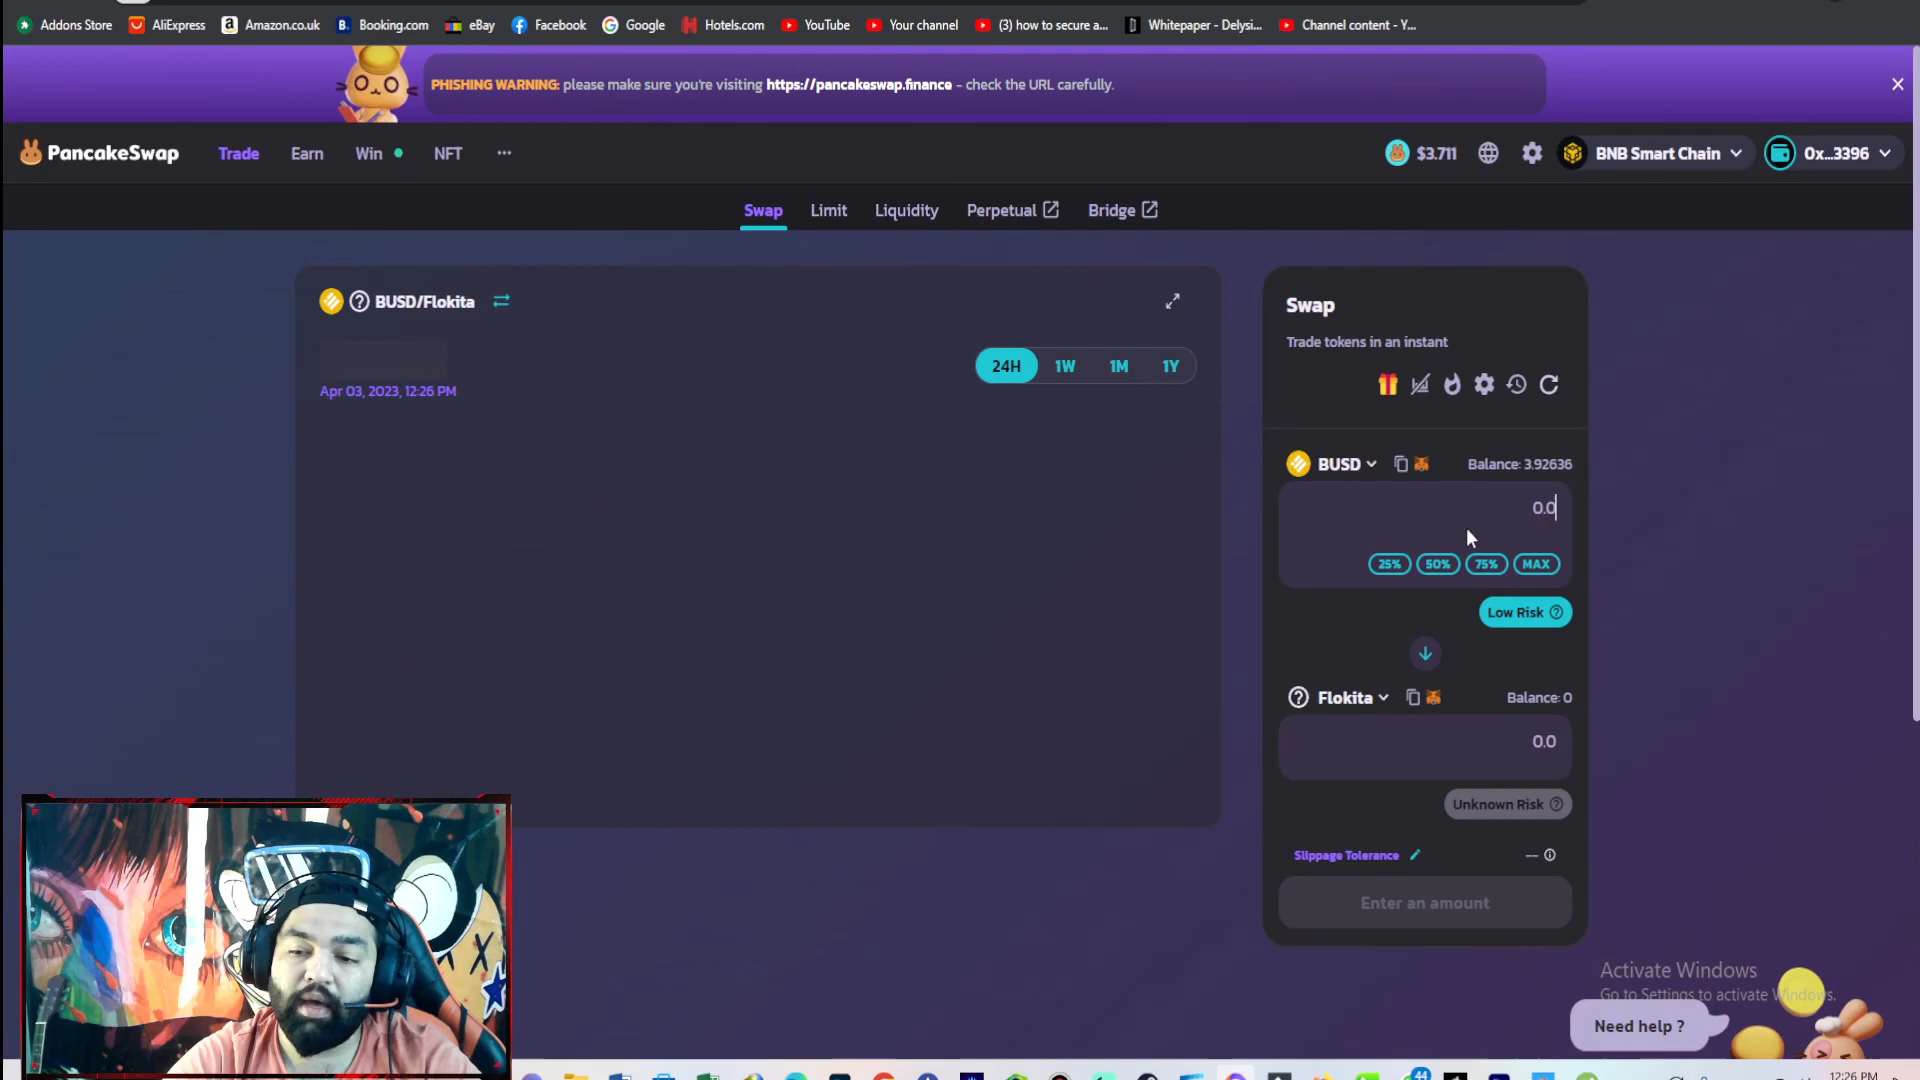 Addons Store AliExpress Amazon.co.uk Booking.com eBay Facebook Google Hotels.com YouTube Your channel (3) how to secure a... Whitepaper - Delysi... Channel content - Y...
PHISHING WARNING: please make sure you're visiting https://pancakeswap.finance - check the URL carefully.
PancakeSwap Trade Earn Win NFT ... $3.711 BNB Smart Chain 0x...3396
Swap Limit Liquidity Perpetual Bridge
BUSD/Flokita
24H 1W 1M 1Y
Apr 03, 2023, 12:26 PM
Swap
Trade tokens in an instant
BUSD Balance: 3.92636
0.0
25% 50% 75% MAX
Low Risk
Flokita Balance: 0
0.0
Unknown Risk
Slippage Tolerance --
Enter an amount
Activate Windows
Go to Settings to activate Windows.
Need help ?
44
12:26 PM